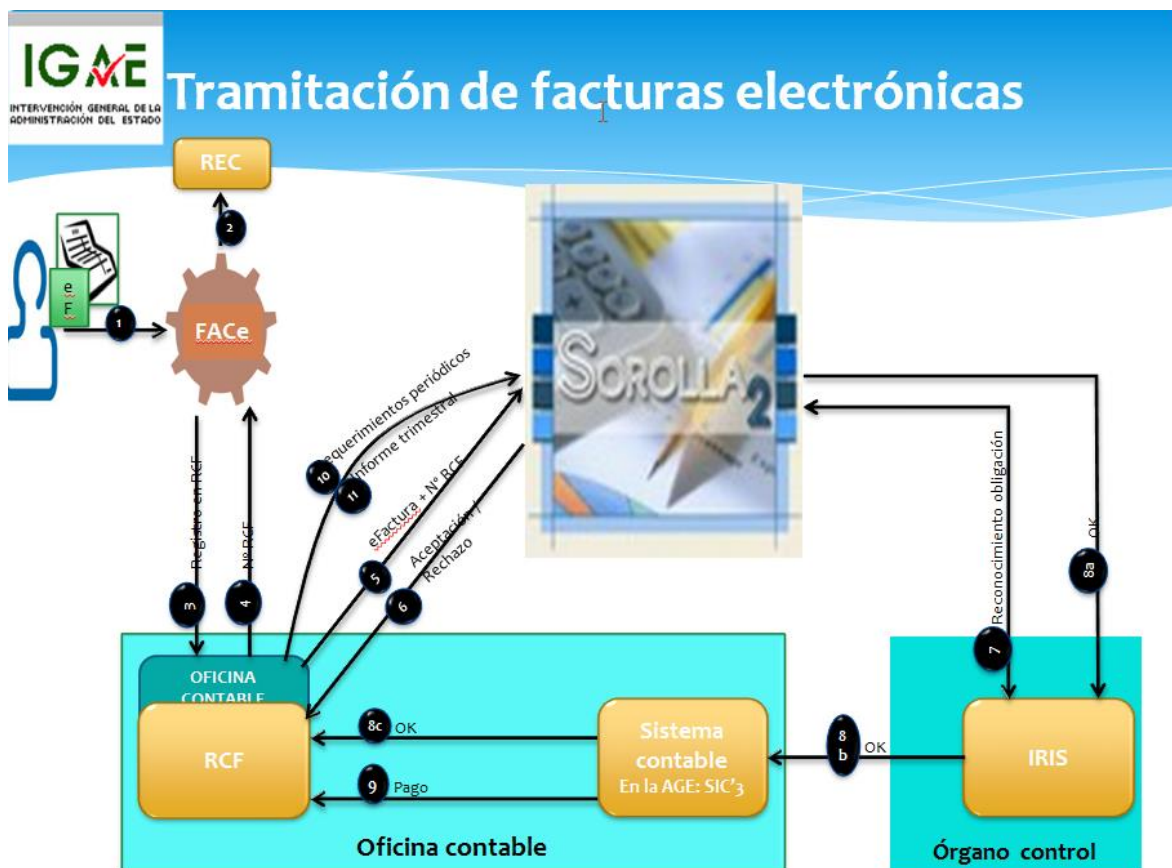 IGAE
INTERVENCIÓN GENERAL DE LA
ADMINISTRACIÓN DEL ESTADO
Tramitación de facturas electrónicas
REC
2
e
F
1
FACe
SOROLLA
2
equerimientos periódicos
Informe trimestral
10
11
Registro en RCF
Nº RCF
eFactura + Nº RCF
Aceptación /
Rechazo
5
6
3
4
Reconocimiento obligación
OK
7
8a
OFICINA
CONTABLE
RCF
8c OK
9 Pago
Sistema
contable
En la AGE: SIC'3
8
b
OK
IRIS
Oficina contable
Órgano control